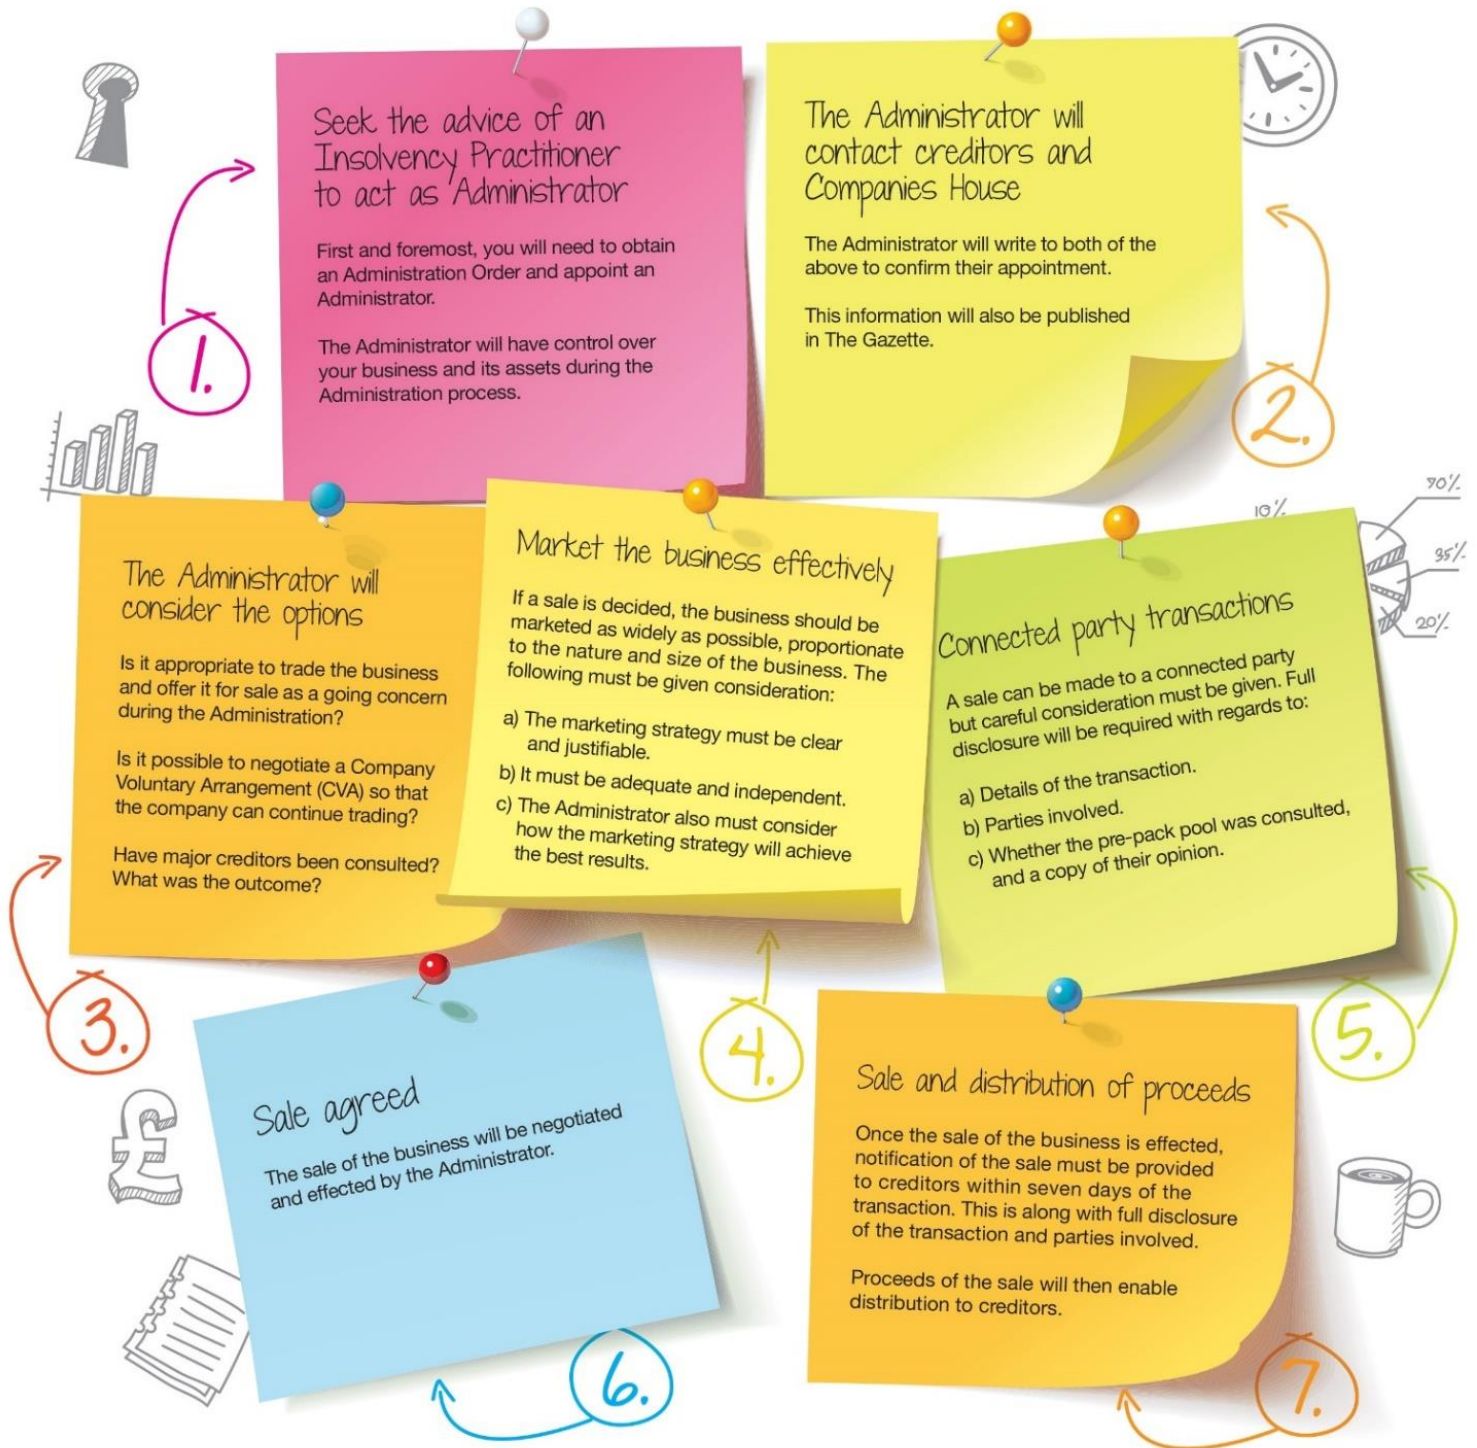 Seek the advice of an
Insolvency Practitioner
to act as Administrator
First and foremost, you will need to obtain
an Administration Order and appoint an
Administrator.
The Administrator will have control over
your business and its assets during the
Administration process.
1.
The Administrator will
contact creditors and
Companies House
The Administrator will write to both of the
above to confirm their appointment.
This information will also be published
in The Gazette.
2.
The Administrator will
consider the options
Is it appropriate to trade the business
and offer it for sale as a going concern
during the Administration?
Is it possible to negotiate a Company
Voluntary Arrangement (CVA) so that
the company can continue trading?
Have major creditors been consulted?
What was the outcome?
3.
Market the business effectively
If a sale is decided, the business should be
marketed as widely as possible, proportionate
to the nature and size of the business. The
following must be given consideration:
a) The marketing strategy must be clear
and justifiable.
b) It must be adequate and independent.
c) The Administrator also must consider
how the marketing strategy will achieve
the best results.
4.
10%
90%
35%
20%
Connected party transactions
A sale can be made to a connected party
but careful consideration must be given. Full
disclosure will be required with regards to:
a) Details of the transaction.
b) Parties involved.
c) Whether the pre-pack pool was consulted,
and a copy of their opinion.
5.
£
Sale agreed
The sale of the business will be negotiated
and effected by the Administrator.
6.
Sale and distribution of proceeds
Once the sale of the business is effected,
notification of the sale must be provided
to creditors within seven days of the
transaction. This is along with full disclosure
of the transaction and parties involved.
Proceeds of the sale will then enable
distribution to creditors.
7.